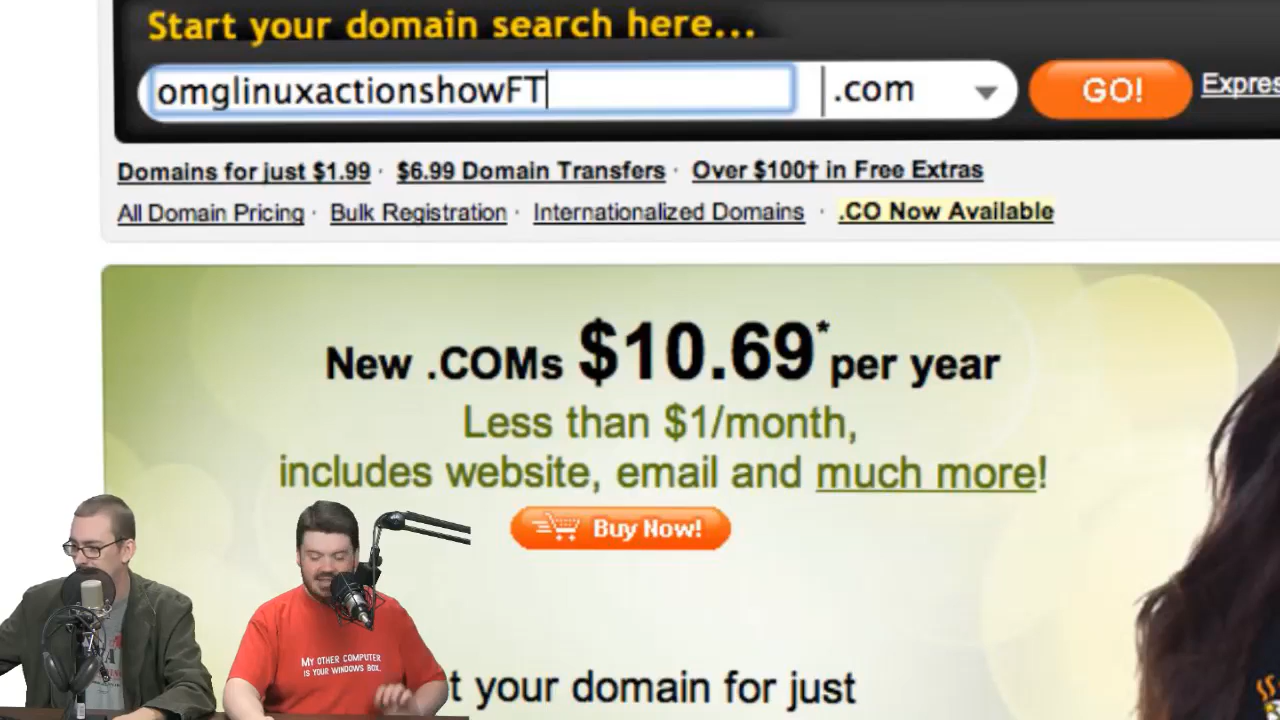 Start your domain search here...
omglinuxactionshowFT .com GO! Expres
Domains for just $1.99 · $6.99 Domain Transfers · Over $100† in Free Extras
All Domain Pricing · Bulk Registration · Internationalized Domains · .CO Now Available
New .COMs $10.69* per year
Less than $1/month,
includes website, email and much more!
Buy Now!
MY OTHER COMPUTER
IS YOUR WINDOWS BOX.
t your domain for just